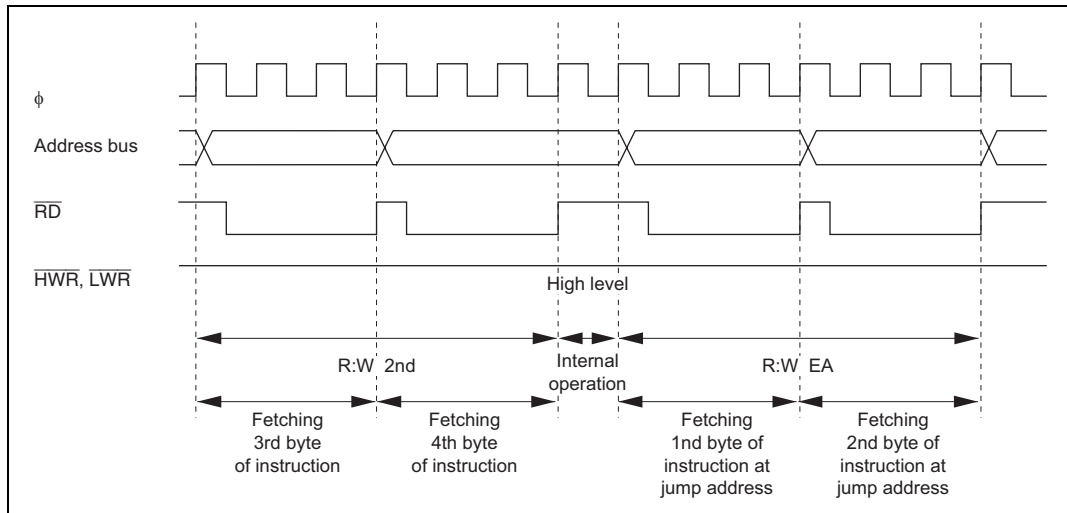 φ
Address bus
RD
HWR, LWR
High level
R:W 2nd
Internal
operation
R:W EA
Fetching
3rd byte
of instruction
Fetching
4th byte
of instruction
Fetching
1nd byte of
instruction at
jump address
Fetching
2nd byte of
instruction at
jump address